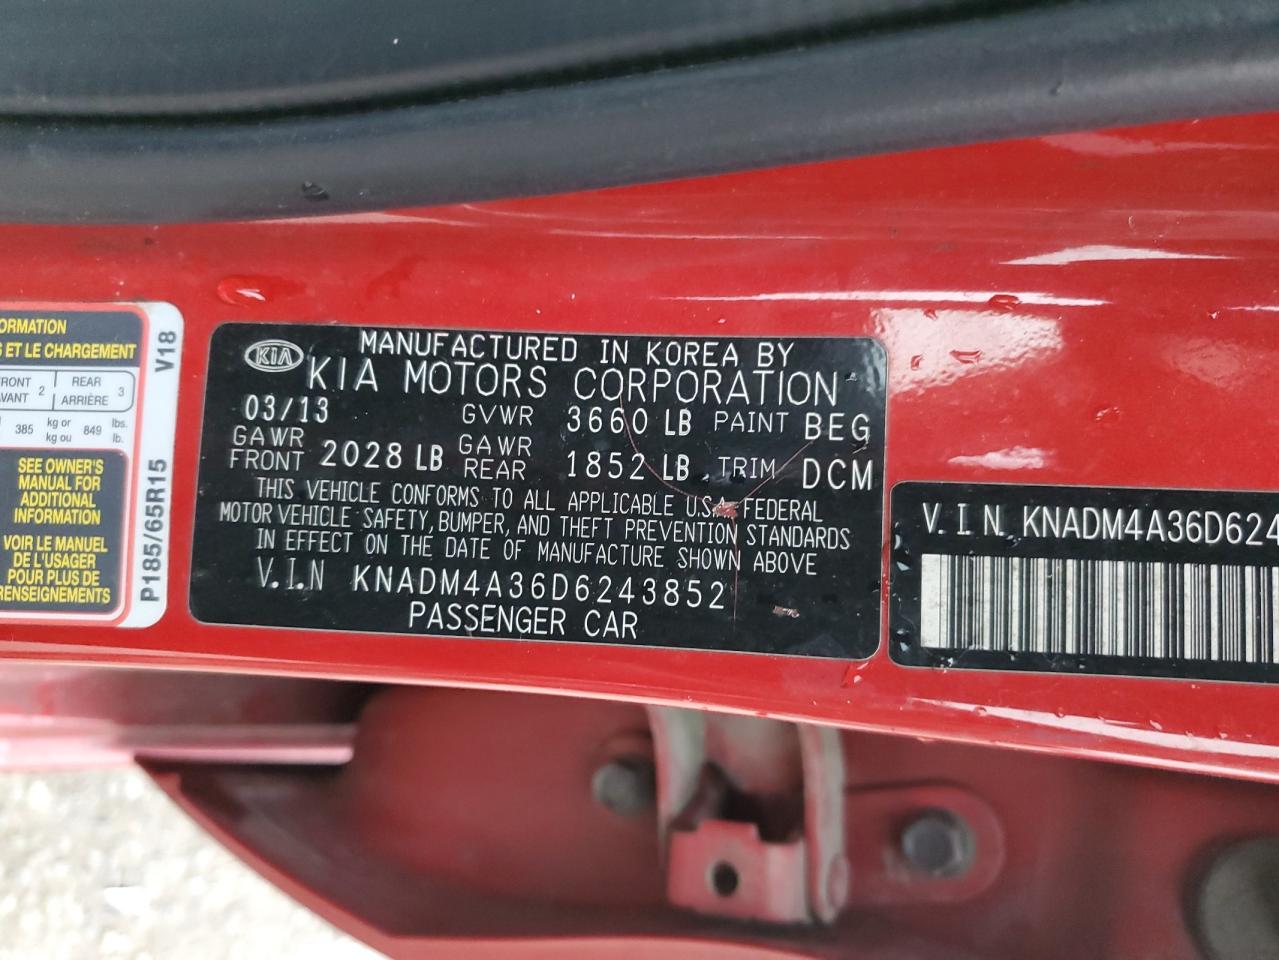 ORMATION
S ET LE CHARGEMENT
FRONT 2 REAR 3
AVANT ARRIÈRE
385 kg or 849 lbs.
kg ou lb.
SEE OWNER'S
MANUAL FOR
ADDITIONAL
INFORMATION
VOIR LE MANUEL
DE L'USAGER
POUR PLUS DE
RENSEIGNEMENTS
V18
P185/65R15
KIA
MANUFACTURED IN KOREA BY
KIA MOTORS CORPORATION
03/13 GVWR 3660 LB PAINT BEG
GAWR FRONT 2028 LB GAWR REAR 1852 LB TRIM DCM
THIS VEHICLE CONFORMS TO ALL APPLICABLE U.S.A. FEDERAL
MOTOR VEHICLE SAFETY, BUMPER, AND THEFT PREVENTION STANDARDS
IN EFFECT ON THE DATE OF MANUFACTURE SHOWN ABOVE
V.I.N KNADM4A36D6243852
PASSENGER CAR
V.I.N. KNADM4A36D624